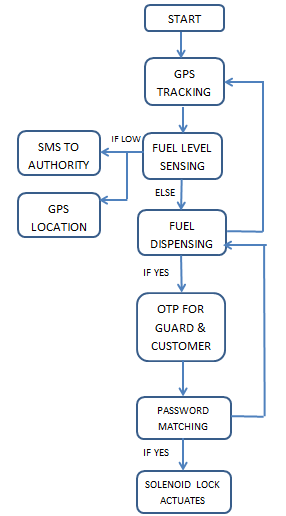 START
GPS
TRACKING
IF LOW
SMS TO
AUTHORITY
FUEL LEVEL
SENSING
ELSE
GPS
LOCATION
FUEL
DISPENSING
IF YES
OTP FOR
GUARD &
CUSTOMER
PASSWORD
MATCHING
IF YES
SOLENOID LOCK
ACTUATES